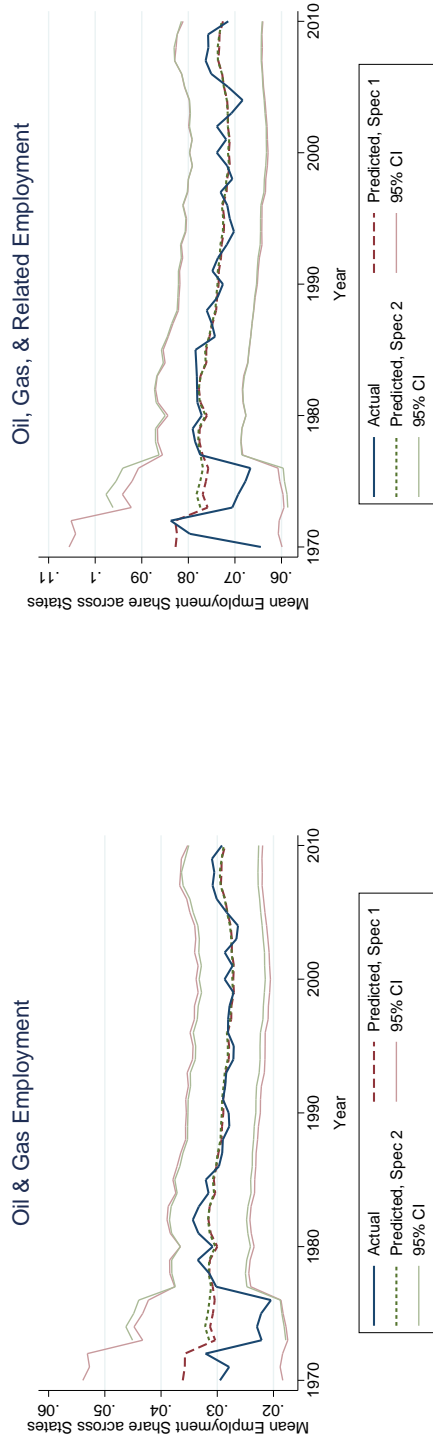 Oil & Gas Employment
Mean Employment Share across States
.06
.05
.04
.03
.02
1970
1980
1990
2000
2010
Year
Actual
Predicted, Spec 1
Predicted, Spec 2
95% CI
95% CI
Oil, Gas, & Related Employment
Mean Employment Share across States
.11
.1
.09
.08
.07
.06
1970
1980
1990
2000
2010
Year
Actual
Predicted, Spec 1
Predicted, Spec 2
95% CI
95% CI